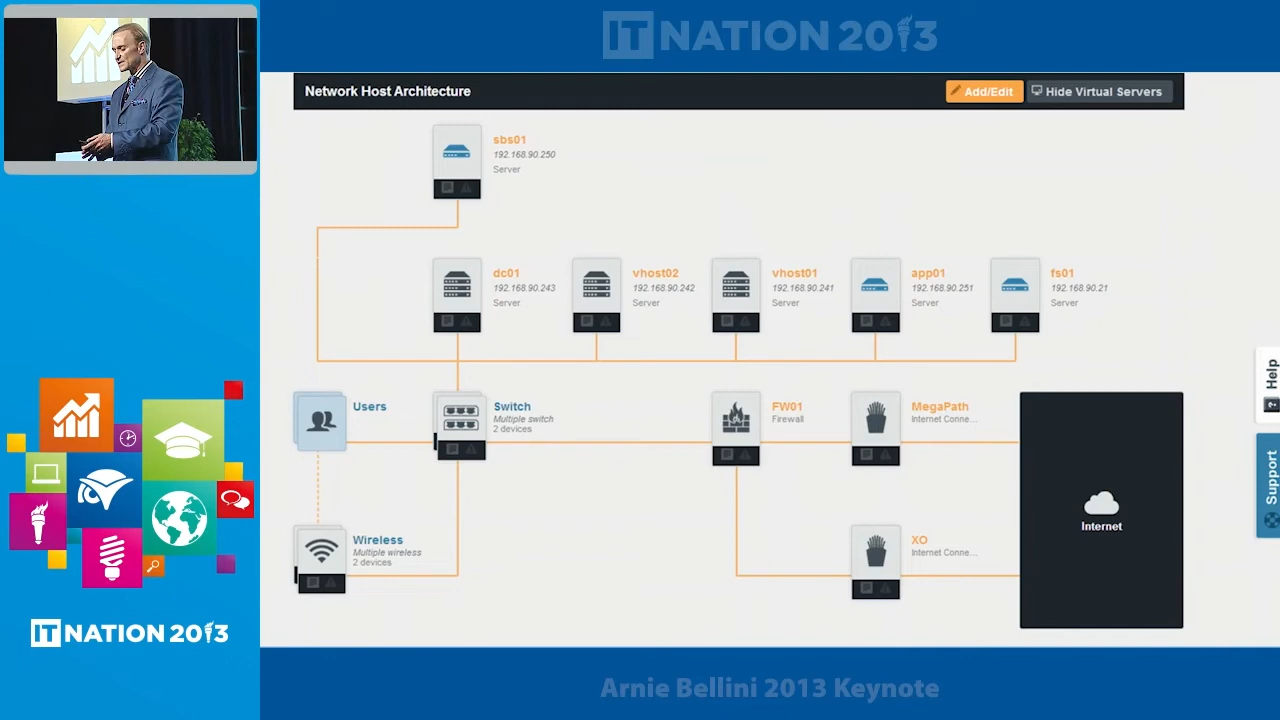 IT NATION 2013
Network Host Architecture
Add/Edit
Hide Virtual Servers
sbs01
192.168.90.250
Server
dc01
192.168.90.243
Server
vhost02
192.168.90.242
Server
vhost01
192.168.90.241
Server
app01
192.168.90.251
Server
fs01
192.168.90.21
Server
Users
Switch
Multiple switch
2 devices
FW01
Firewall
MegaPath
Internet Conne...
Internet
Wireless
Multiple wireless
2 devices
XO
Internet Conne...
Help
Support
IT NATION 2013
Arnie Bellini 2013 Keynote